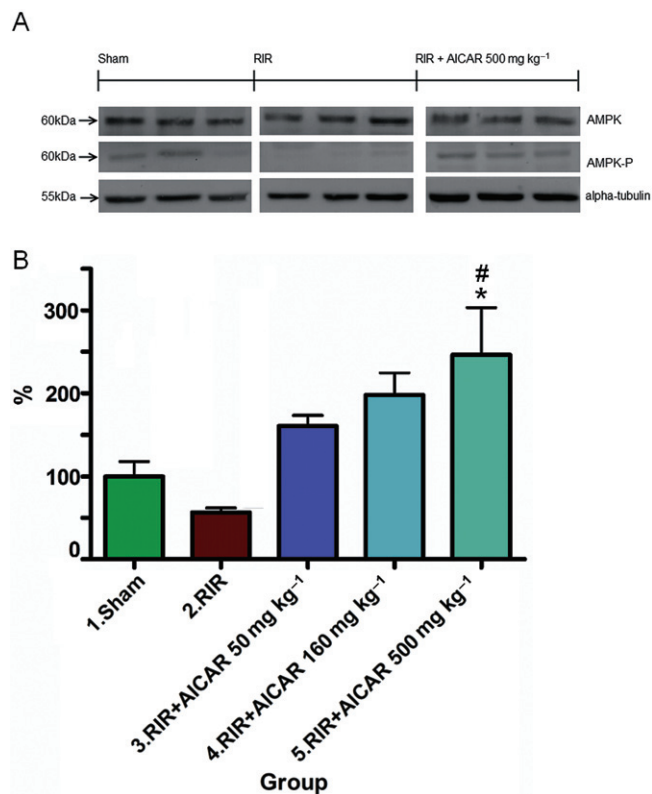 A
Sham RIR RIR + AICAR 500 mg kg⁻¹
60kDa AMPK
60kDa AMPK-P
55kDa alpha-tubulin
B
#
*
300
200
100
0
%
1.Sham
2.RIR
3.RIR+AICAR 50 mg kg⁻¹
4.RIR+AICAR 160 mg kg⁻¹
5.RIR+AICAR 500 mg kg⁻¹
Group